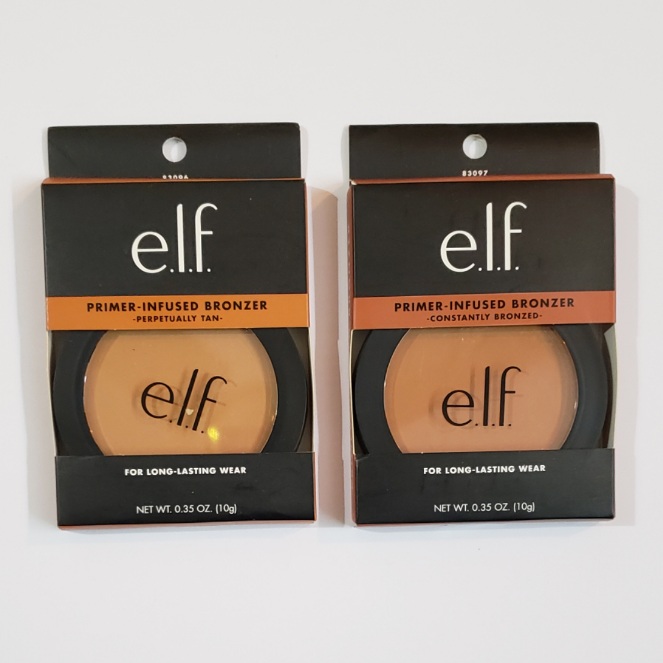 83096
e.l.f.
PRIMER-INFUSED BRONZER
-PERPETUALLY TAN-
e.l.f.
FOR LONG-LASTING WEAR
NET WT. 0.35 OZ. (10g)
83097
e.l.f.
PRIMER-INFUSED BRONZER
-CONSTANTLY BRONZED-
e.l.f.
FOR LONG-LASTING WEAR
NET WT. 0.35 OZ. (10g)